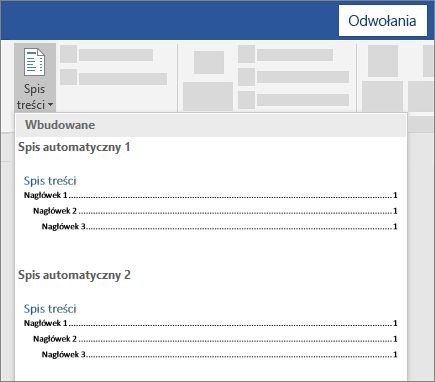 Odwołania
Spis
treści
Wbudowane
Spis automatyczny 1
Spis treści
Nagłówek 1........................................................................1
Nagłówek 2........................................................................1
Nagłówek 3........................................................................1
Spis automatyczny 2
Spis treści
Nagłówek 1........................................................................1
Nagłówek 2........................................................................1
Nagłówek 3........................................................................1